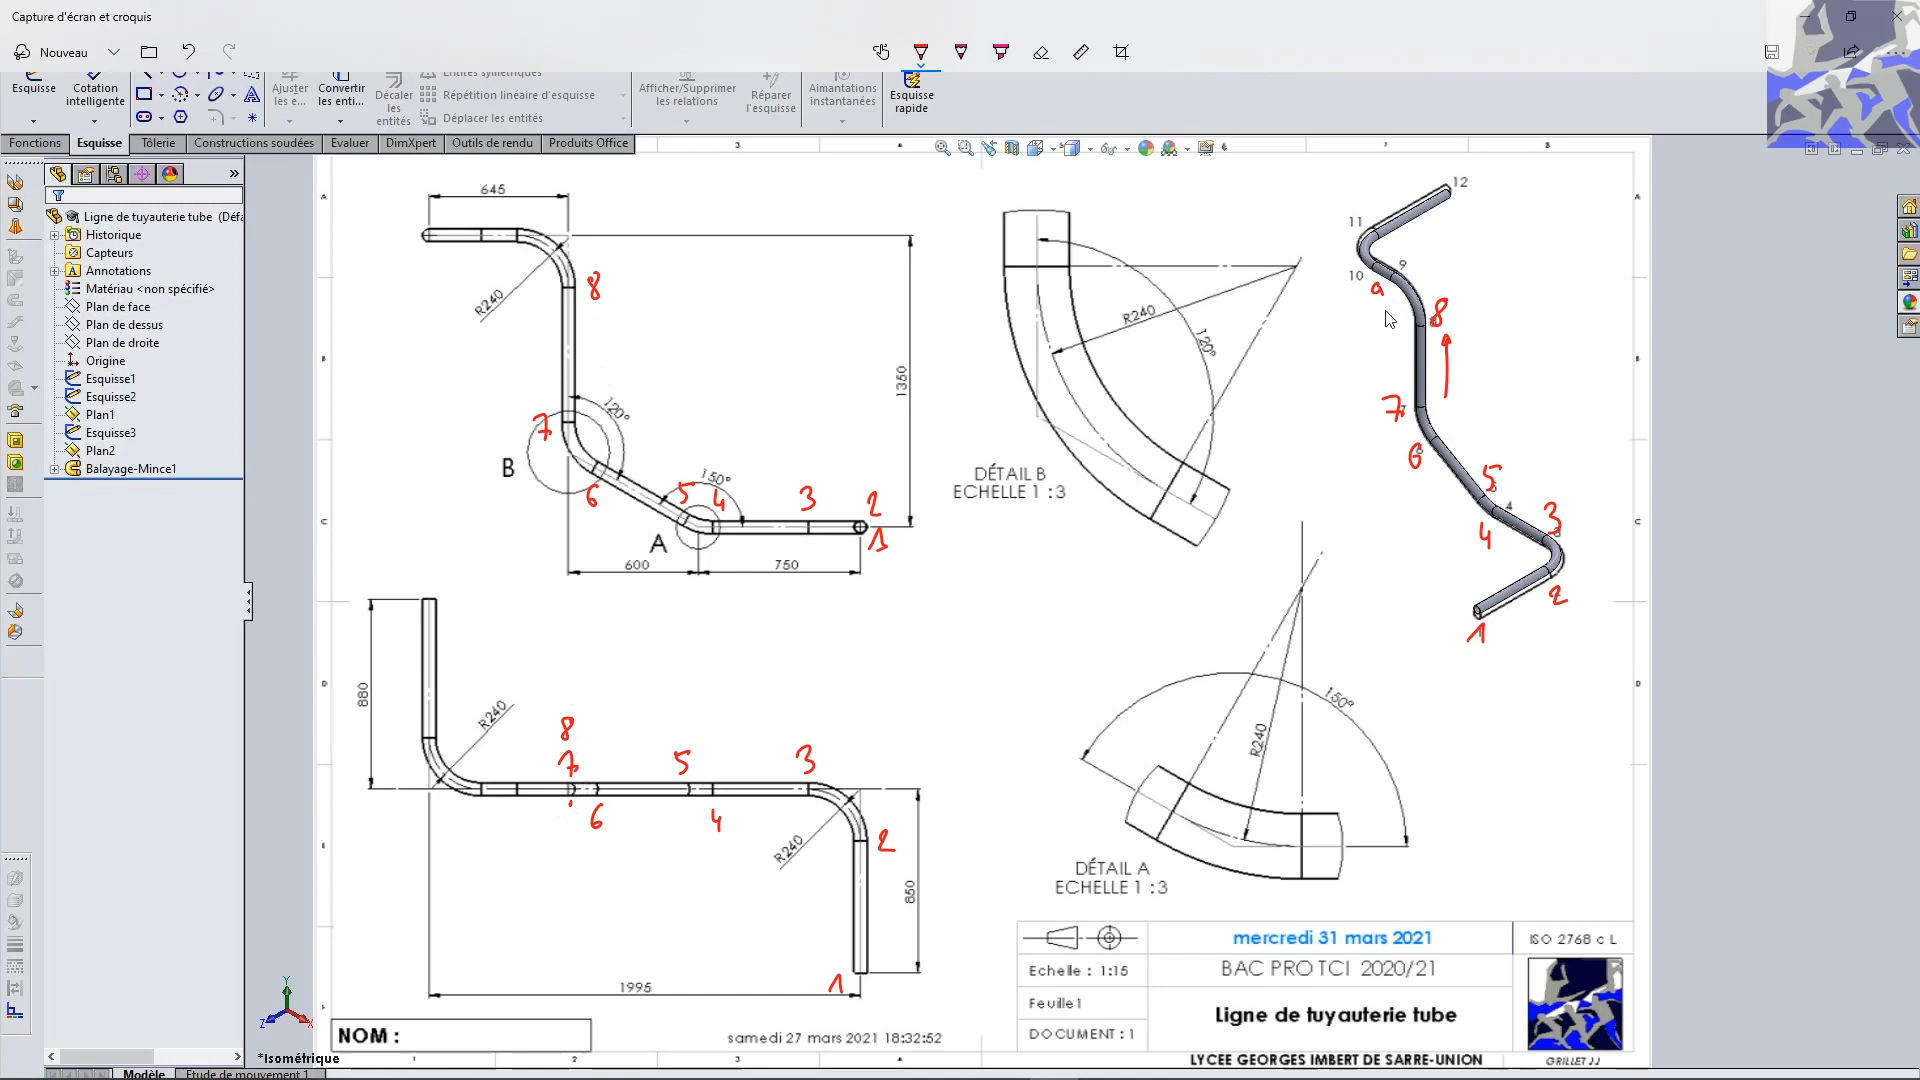 Capture d'écran et croquis
Nouveau
Esquisse
Cotation intelligente
Ajuster les e...
Convertir les enti...
Décaler les entités
Entités symétriques
Répétition linéaire d'esquisse
Déplacer les entités
Afficher/Supprimer les relations
Réparer l'esquisse
Aimantations instantanées
Esquisse rapide
Fonctions
Esquisse
Tôlerie
Constructions soudées
Evaluer
DimXpert
Outils de rendu
Produits Office
Ligne de tuyauterie tube (Défa
Historique
Capteurs
Annotations
Matériau <non spécifié>
Plan de face
Plan de dessus
Plan de droite
Origine
Esquisse1
Esquisse2
Plan1
Esquisse3
Plan2
Balayage-Mince1
645
R240
8
1350
120°
7
B
6
150°
5
4
3
2
1
A
600
750
R240
120°
DÉTAIL B
ECHELLE 1 : 3
12
11
10
9
8
7
6
5
4
3
4
2
1
880
R240
8
7
5
3
6
4
2
R240
850
1
1995
150°
R240
DÉTAIL A
ECHELLE 1 : 3
mercredi 31 mars 2021
ISO 2768 c L
Echelle : 1:15
BAC PRO TCI 2020/21
Feuille1
Ligne de tuyauterie tube
DOCUMENT : 1
NOM :
samedi 27 mars 2021 18:32:52
LYCEE GEORGES IMBERT DE SARRE-UNION
GRILLET JJ
*Isométrique
Modèle
Etude de mouvement 1